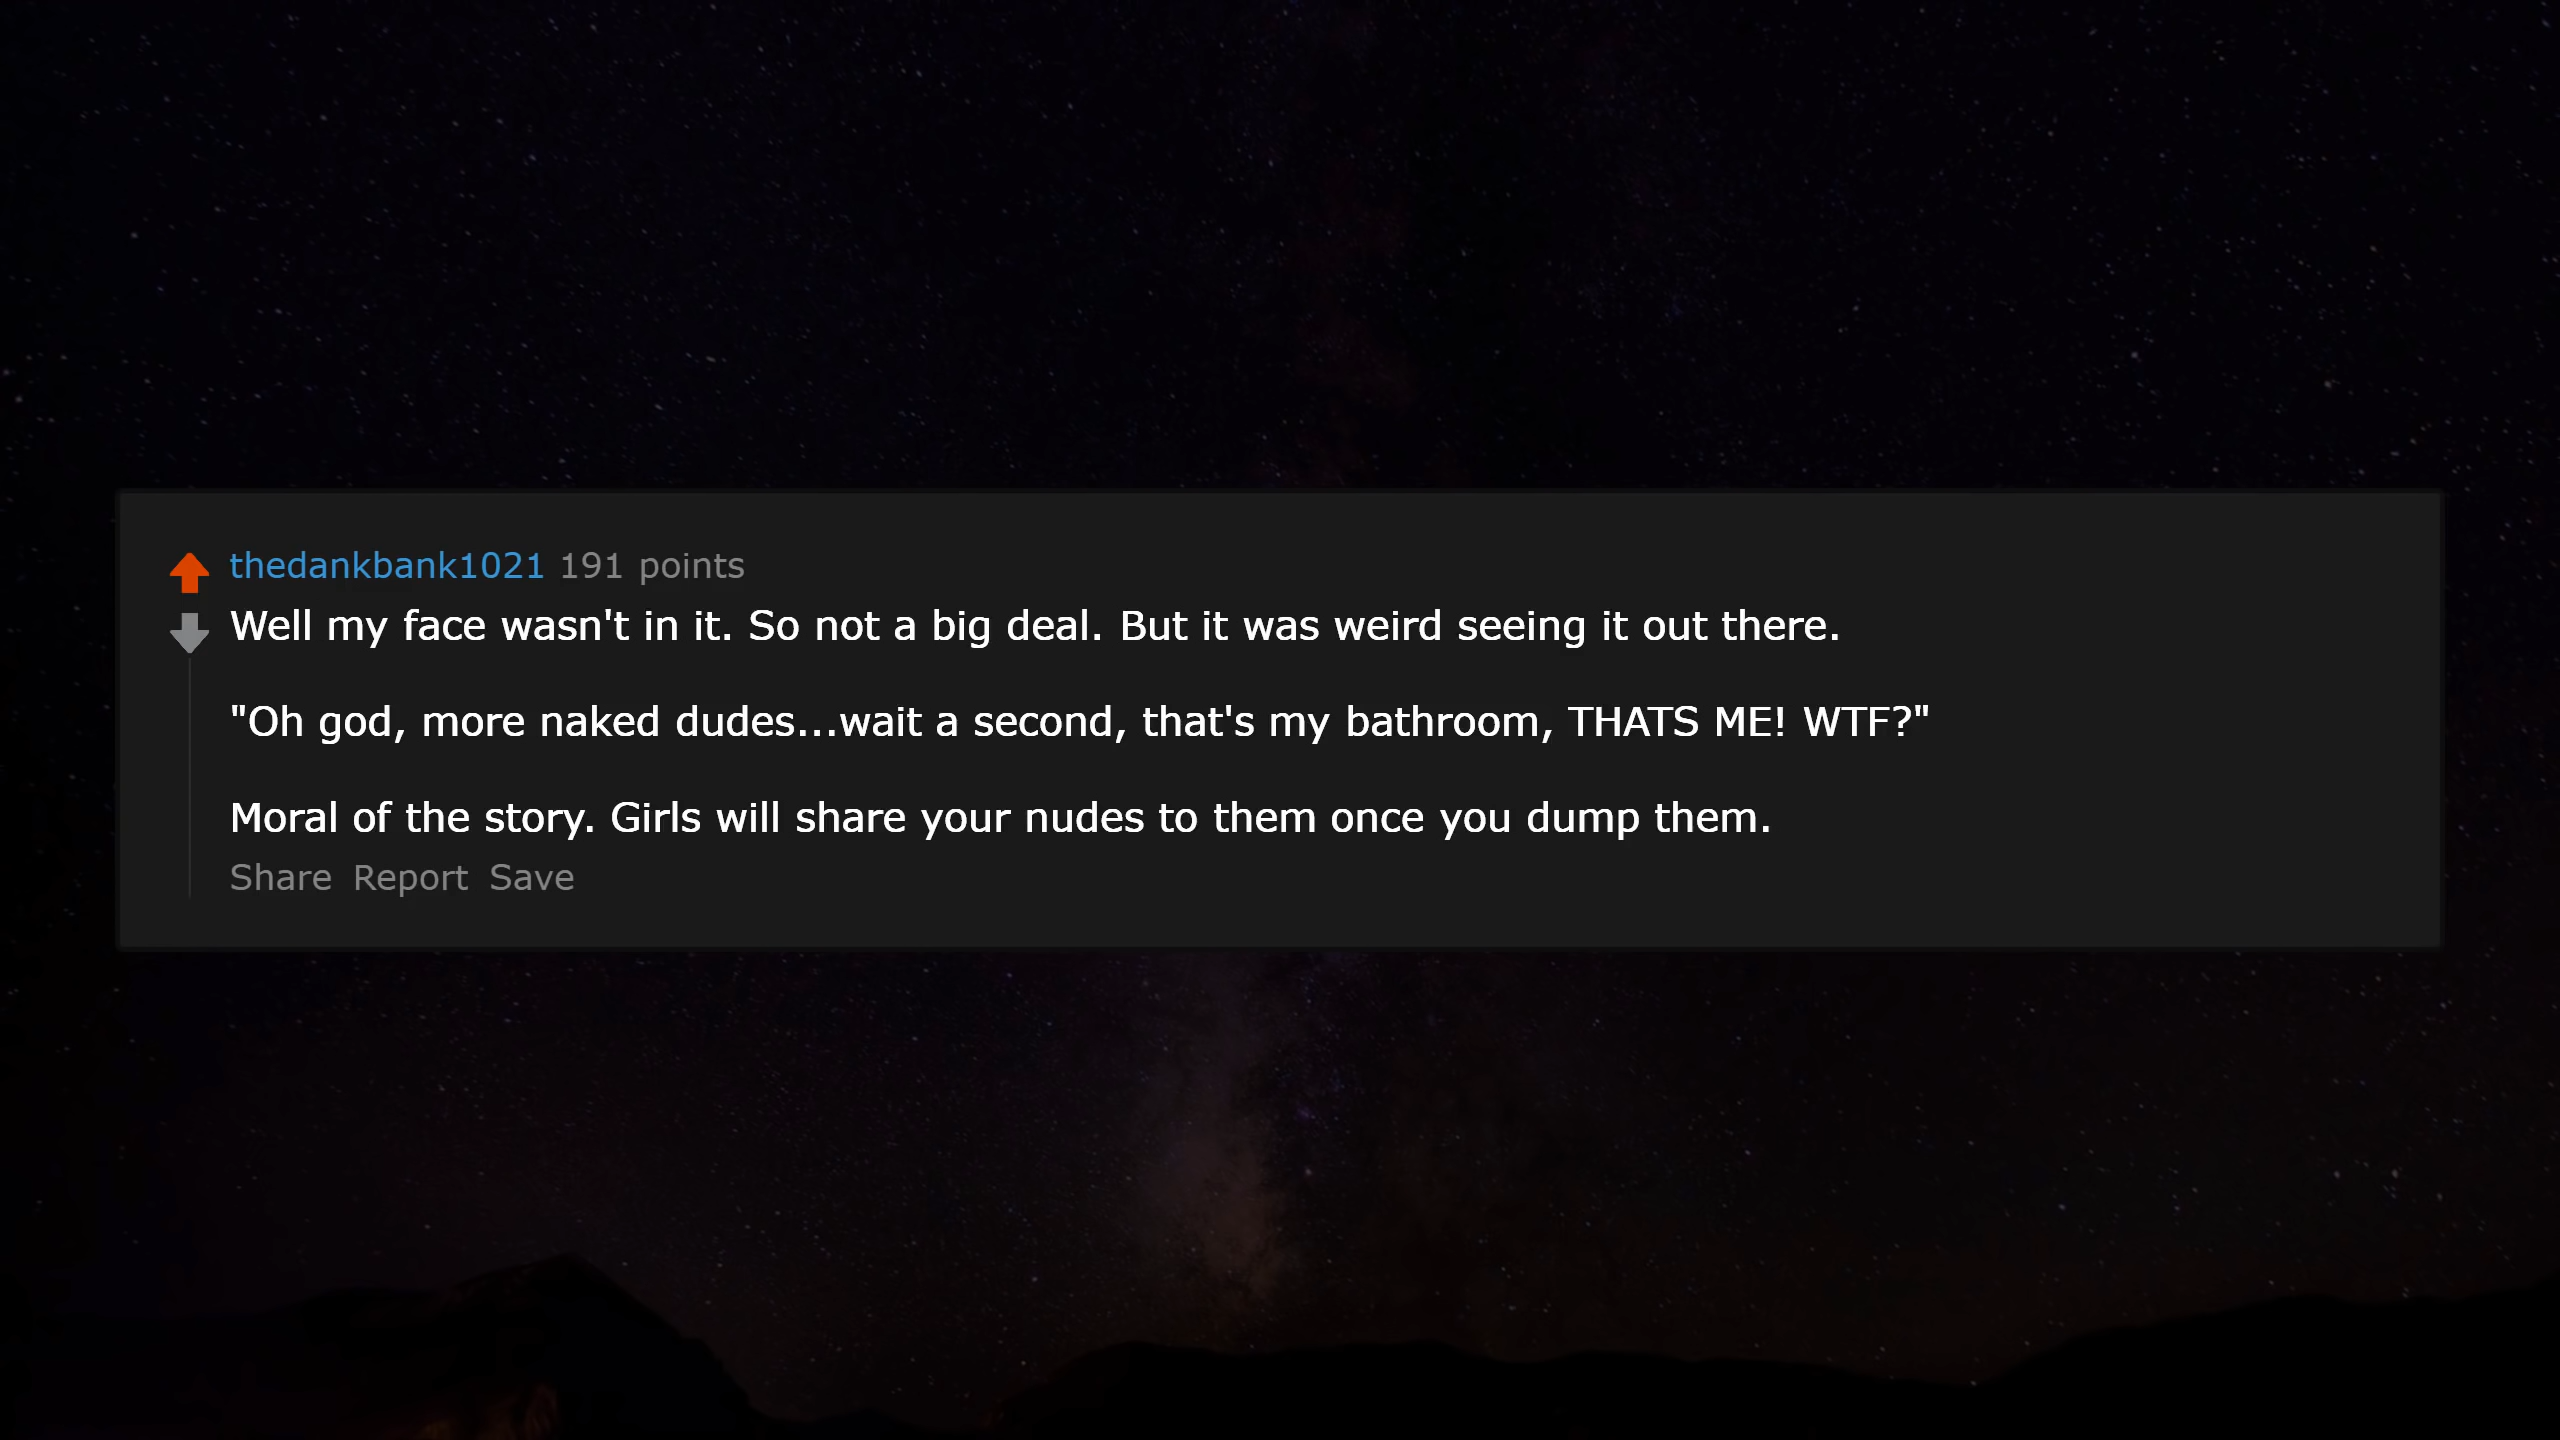 thedankbank1021 191 points
Well my face wasn't in it. So not a big deal. But it was weird seeing it out there.
"Oh god, more naked dudes...wait a second, that's my bathroom, THATS ME! WTF?"
Moral of the story. Girls will share your nudes to them once you dump them.
Share Report Save